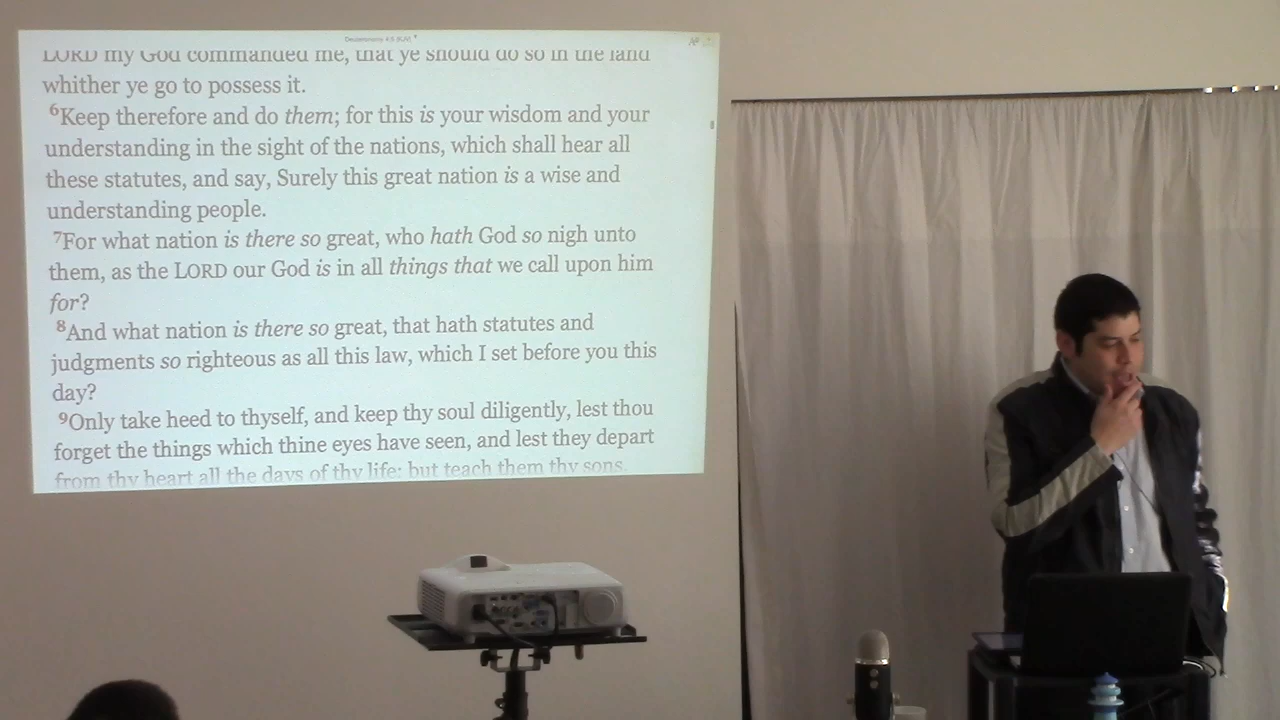 Deuteronomy 4:5 (KJV)
LORD my God commanded me, that ye should do so in the land
whither ye go to possess it.
6Keep therefore and do them; for this is your wisdom and your
understanding in the sight of the nations, which shall hear all
these statutes, and say, Surely this great nation is a wise and
understanding people.
7For what nation is there so great, who hath God so nigh unto
them, as the LORD our God is in all things that we call upon him
for?
8And what nation is there so great, that hath statutes and
judgments so righteous as all this law, which I set before you this
day?
9Only take heed to thyself, and keep thy soul diligently, lest thou
forget the things which thine eyes have seen, and lest they depart
from thy heart all the days of thy life: but teach them thy sons,